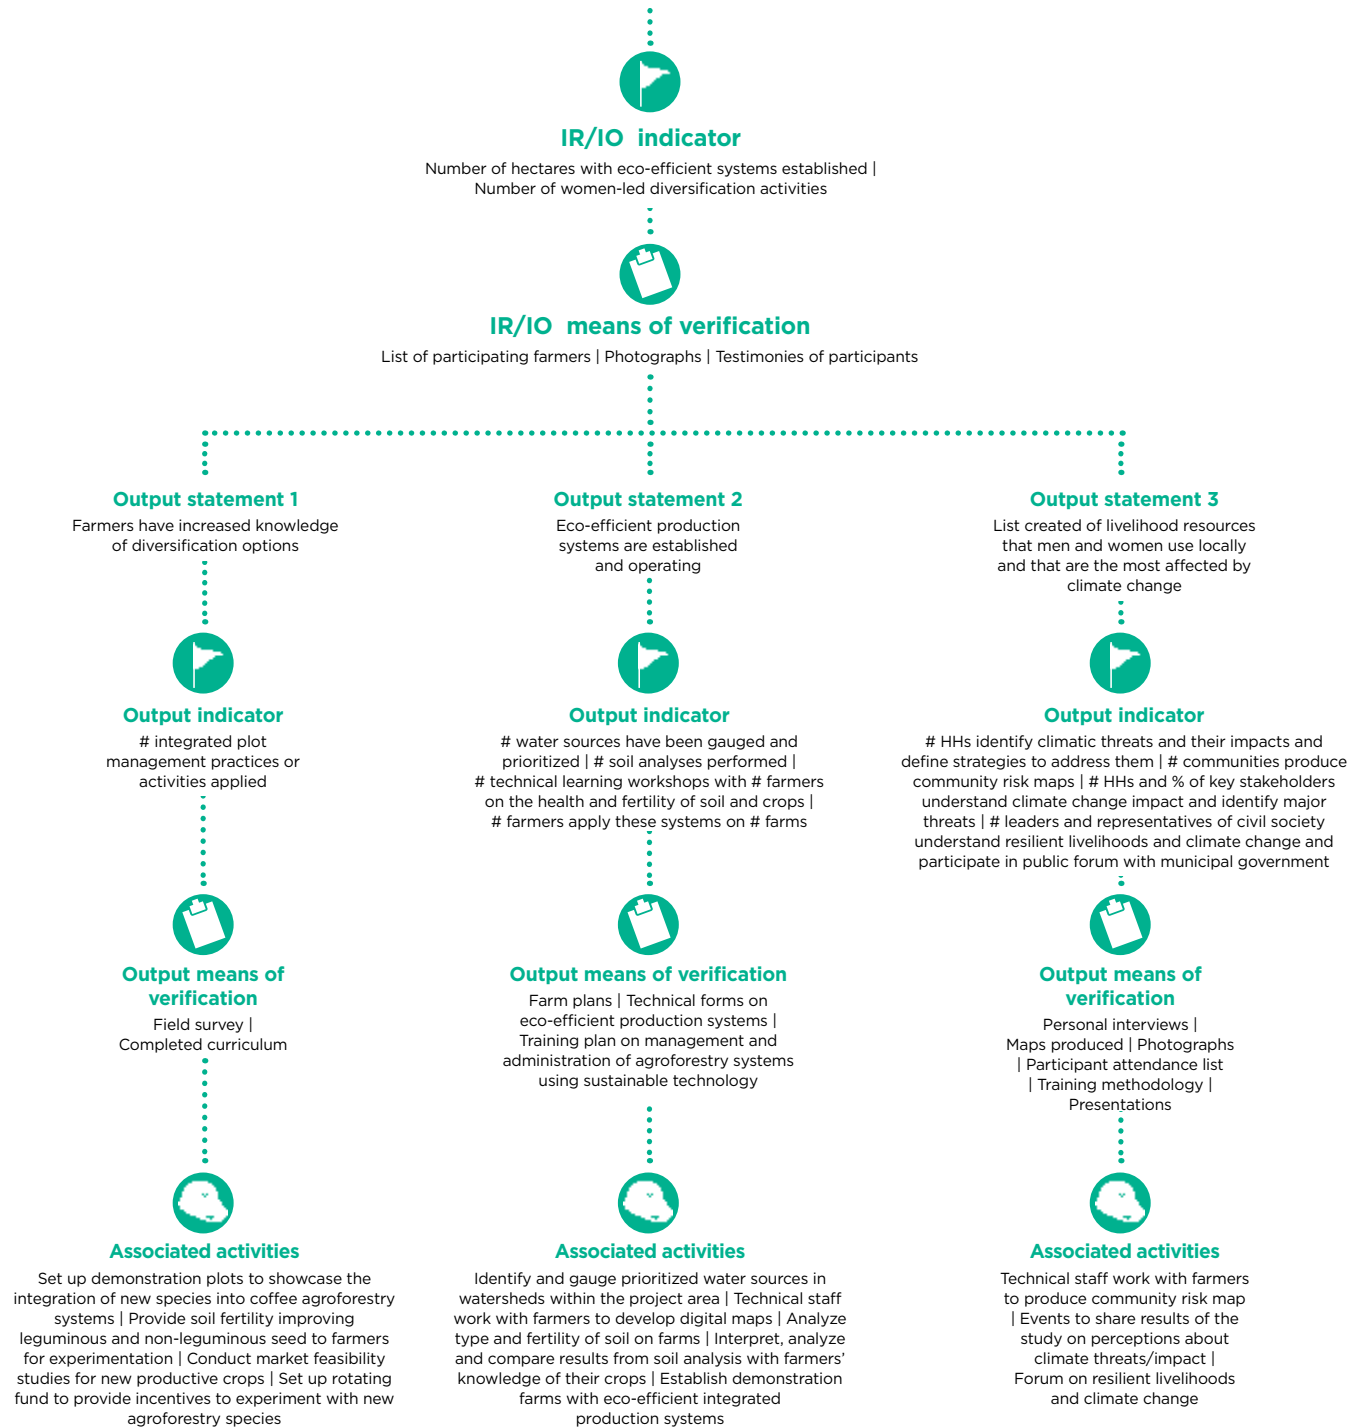 IR/IO indicator
Number of hectares with eco-efficient systems established |
Number of women-led diversification activities
IR/IO means of verification
List of participating farmers | Photographs | Testimonies of participants
Output statement 1
Farmers have increased knowledge
of diversification options
Output indicator
# integrated plot
management practices or
activities applied
Output means of
verification
Field survey |
Completed curriculum
Associated activities
Set up demonstration plots to showcase the
integration of new species into coffee agroforestry
systems | Provide soil fertility improving
leguminous and non-leguminous seed to farmers
for experimentation | Conduct market feasibility
studies for new productive crops | Set up rotating
fund to provide incentives to experiment with new
agroforestry species
Output statement 2
Eco-efficient production
systems are established
and operating
Output indicator
# water sources have been gauged and
prioritized | # soil analyses performed |
# technical learning workshops with # farmers
on the health and fertility of soil and crops |
# farmers apply these systems on # farms
Output means of verification
Farm plans | Technical forms on
eco-efficient production systems |
Training plan on management and
administration of agroforestry systems
using sustainable technology
Associated activities
Identify and gauge prioritized water sources in
watersheds within the project area | Technical staff
work with farmers to develop digital maps | Analyze
type and fertility of soil on farms | Interpret, analyze
and compare results from soil analysis with farmers’
knowledge of their crops | Establish demonstration
farms with eco-efficient integrated
production systems
Output statement 3
List created of livelihood resources
that men and women use locally
and that are the most affected by
climate change
Output indicator
# HHs identify climatic threats and their impacts and
define strategies to address them | # communities produce
community risk maps | # HHs and % of key stakeholders
understand climate change impact and identify major
threats | # leaders and representatives of civil society
understand resilient livelihoods and climate change and
participate in public forum with municipal government
Output means of
verification
Personal interviews |
Maps produced | Photographs
| Participant attendance list
| Training methodology |
Presentations
Associated activities
Technical staff work with farmers
to produce community risk map
| Events to share results of the
study on perceptions about
climate threats/impact |
Forum on resilient livelihoods
and climate change